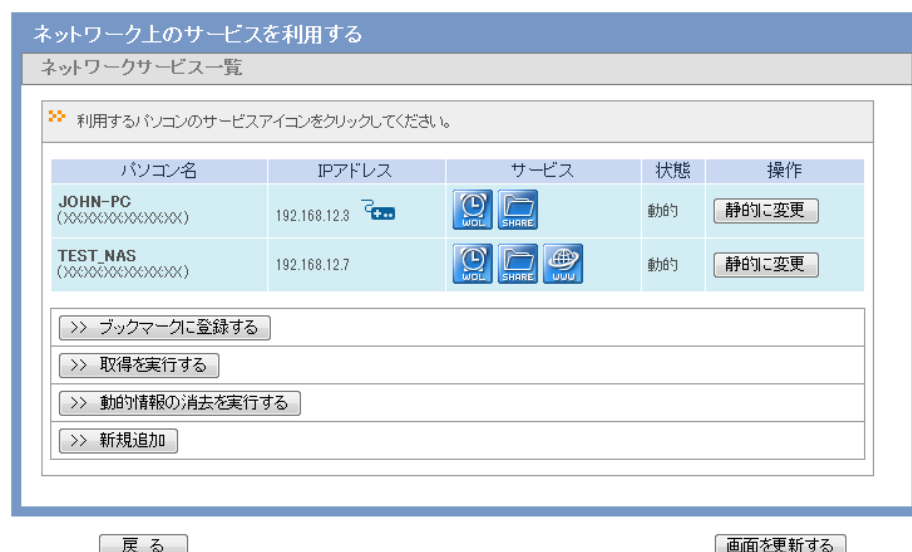 ネットワーク上のサービスを利用する
ネットワークサービス一覧
利用するパソコンのサービスアイコンをクリックしてください。
パソコン名 IPアドレス サービス 状態 操作
JOHN-PC
(XXXXXXXXXXXX) 192.168.12.3 WOL SHARE 動的 静的に変更
TEST_NAS
(XXXXXXXXXXXX) 192.168.12.7 WOL SHARE WWW 動的 静的に変更
>> ブックマークに登録する
>> 取得を実行する
>> 動的情報の消去を実行する
>> 新規追加
戻 る 画面を更新する